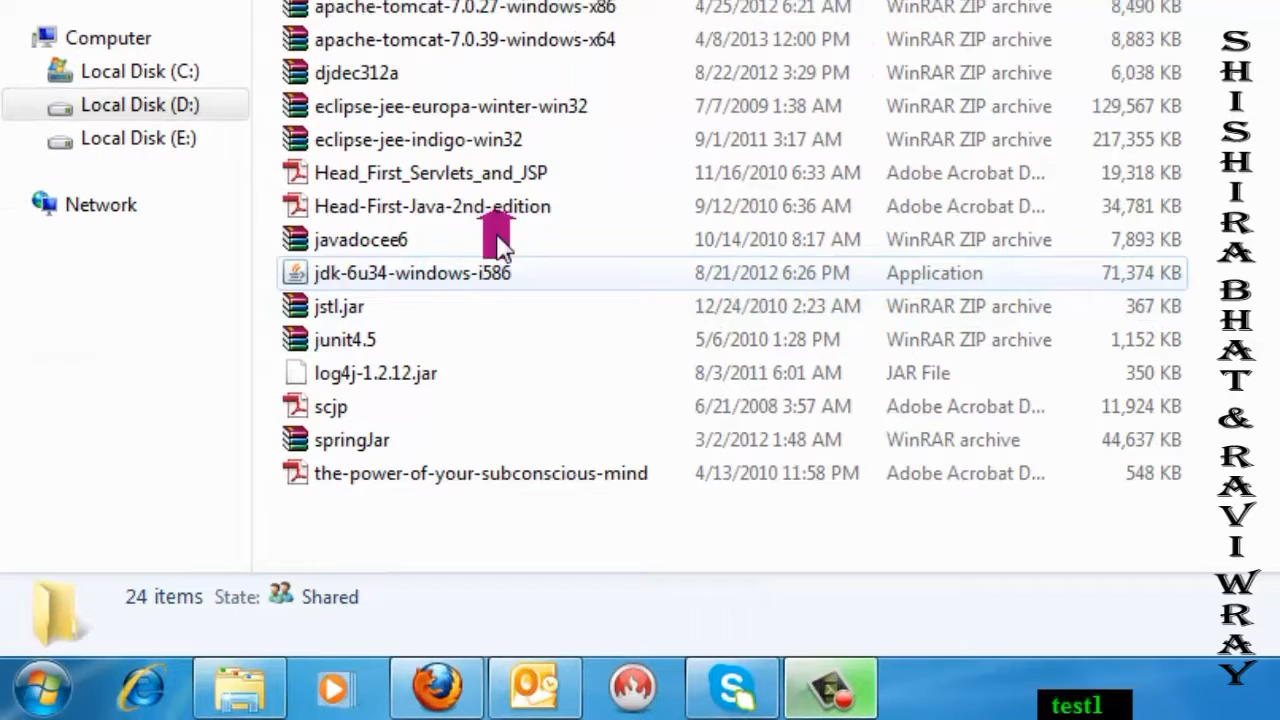 apache-tomcat-7.0.27-windows-x86 4/25/2012 6:21 AM WinRAR ZIP archive 8,490 KB
Computer
apache-tomcat-7.0.39-windows-x64 4/8/2013 12:00 PM WinRAR ZIP archive 8,883 KB
Local Disk (C:)
djdec312a 8/22/2012 3:29 PM WinRAR ZIP archive 6,038 KB
Local Disk (D:)
eclipse-jee-europa-winter-win32 7/7/2009 1:38 AM WinRAR ZIP archive 129,567 KB
Local Disk (E:)
eclipse-jee-indigo-win32 9/1/2011 3:17 AM WinRAR ZIP archive 217,355 KB
Head_First_Servlets_and_JSP 11/16/2010 6:33 AM Adobe Acrobat D... 19,318 KB
Network
Head-First-Java-2nd-edition 9/12/2010 6:36 AM Adobe Acrobat D... 34,781 KB
javadocee6 10/14/2010 8:17 AM WinRAR ZIP archive 7,893 KB
jdk-6u34-windows-i586 8/21/2012 6:26 PM Application 71,374 KB
jstl.jar 12/24/2010 2:23 AM WinRAR ZIP archive 367 KB
junit4.5 5/6/2010 1:28 PM WinRAR ZIP archive 1,152 KB
log4j-1.2.12.jar 8/3/2011 6:01 AM JAR File 350 KB
scjp 6/21/2008 3:57 AM Adobe Acrobat D... 11,924 KB
springJar 3/2/2012 1:48 AM WinRAR archive 44,637 KB
the-power-of-your-subconscious-mind 4/13/2010 11:58 PM Adobe Acrobat D... 548 KB
24 items State: Shared
SHISHIRA BHAT & RAVI WRAY
test1